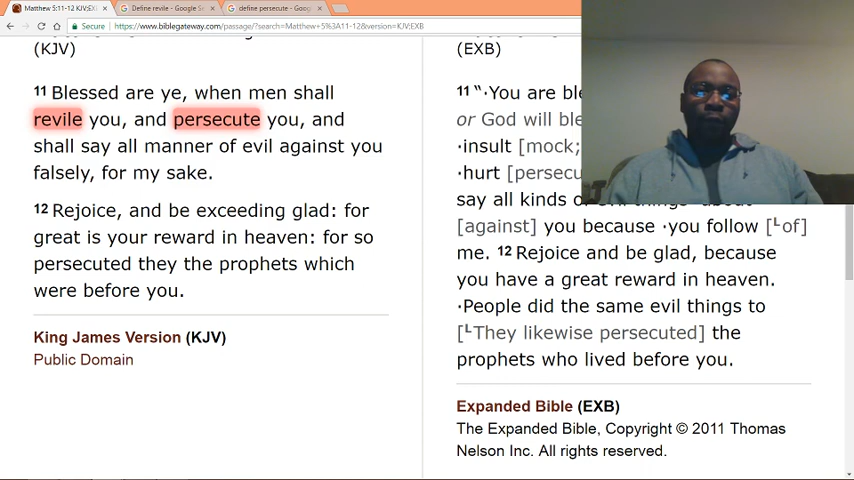 Matthew 5:11-12 KJV;EX
Define revile - Google S
define persecute - Goog
Secure
https://www.biblegateway.com/passage/?search=Matthew+5%3A11-12&version=KJV;EXB
(KJV)
11 Blessed are ye, when men shall
revile you, and persecute you, and
shall say all manner of evil against you
falsely, for my sake.
12 Rejoice, and be exceeding glad: for
great is your reward in heaven: for so
persecuted they the prophets which
were before you.
King James Version (KJV)
Public Domain
(EXB)
11 “·You are ble
or God will ble
·insult [mock;
·hurt [persecu
say all kinds
[against] you because ·you follow [Lof]
me. 12 Rejoice and be glad, because
you have a great reward in heaven.
·People did the same evil things to
[LThey likewise persecuted] the
prophets who lived before you.
Expanded Bible (EXB)
The Expanded Bible, Copyright © 2011 Thomas
Nelson Inc. All rights reserved.